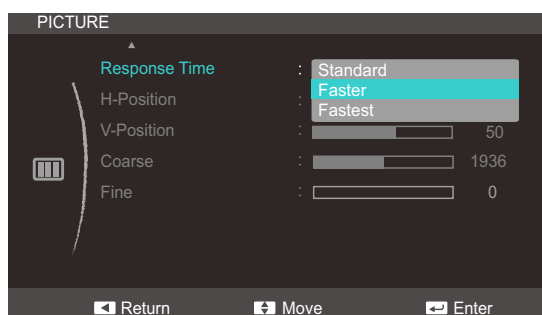 PICTURE
Response Time : Standard
Faster
H-Position :
Fastest
V-Position : 50
Coarse : 1936
Fine : 0
Return Move Enter